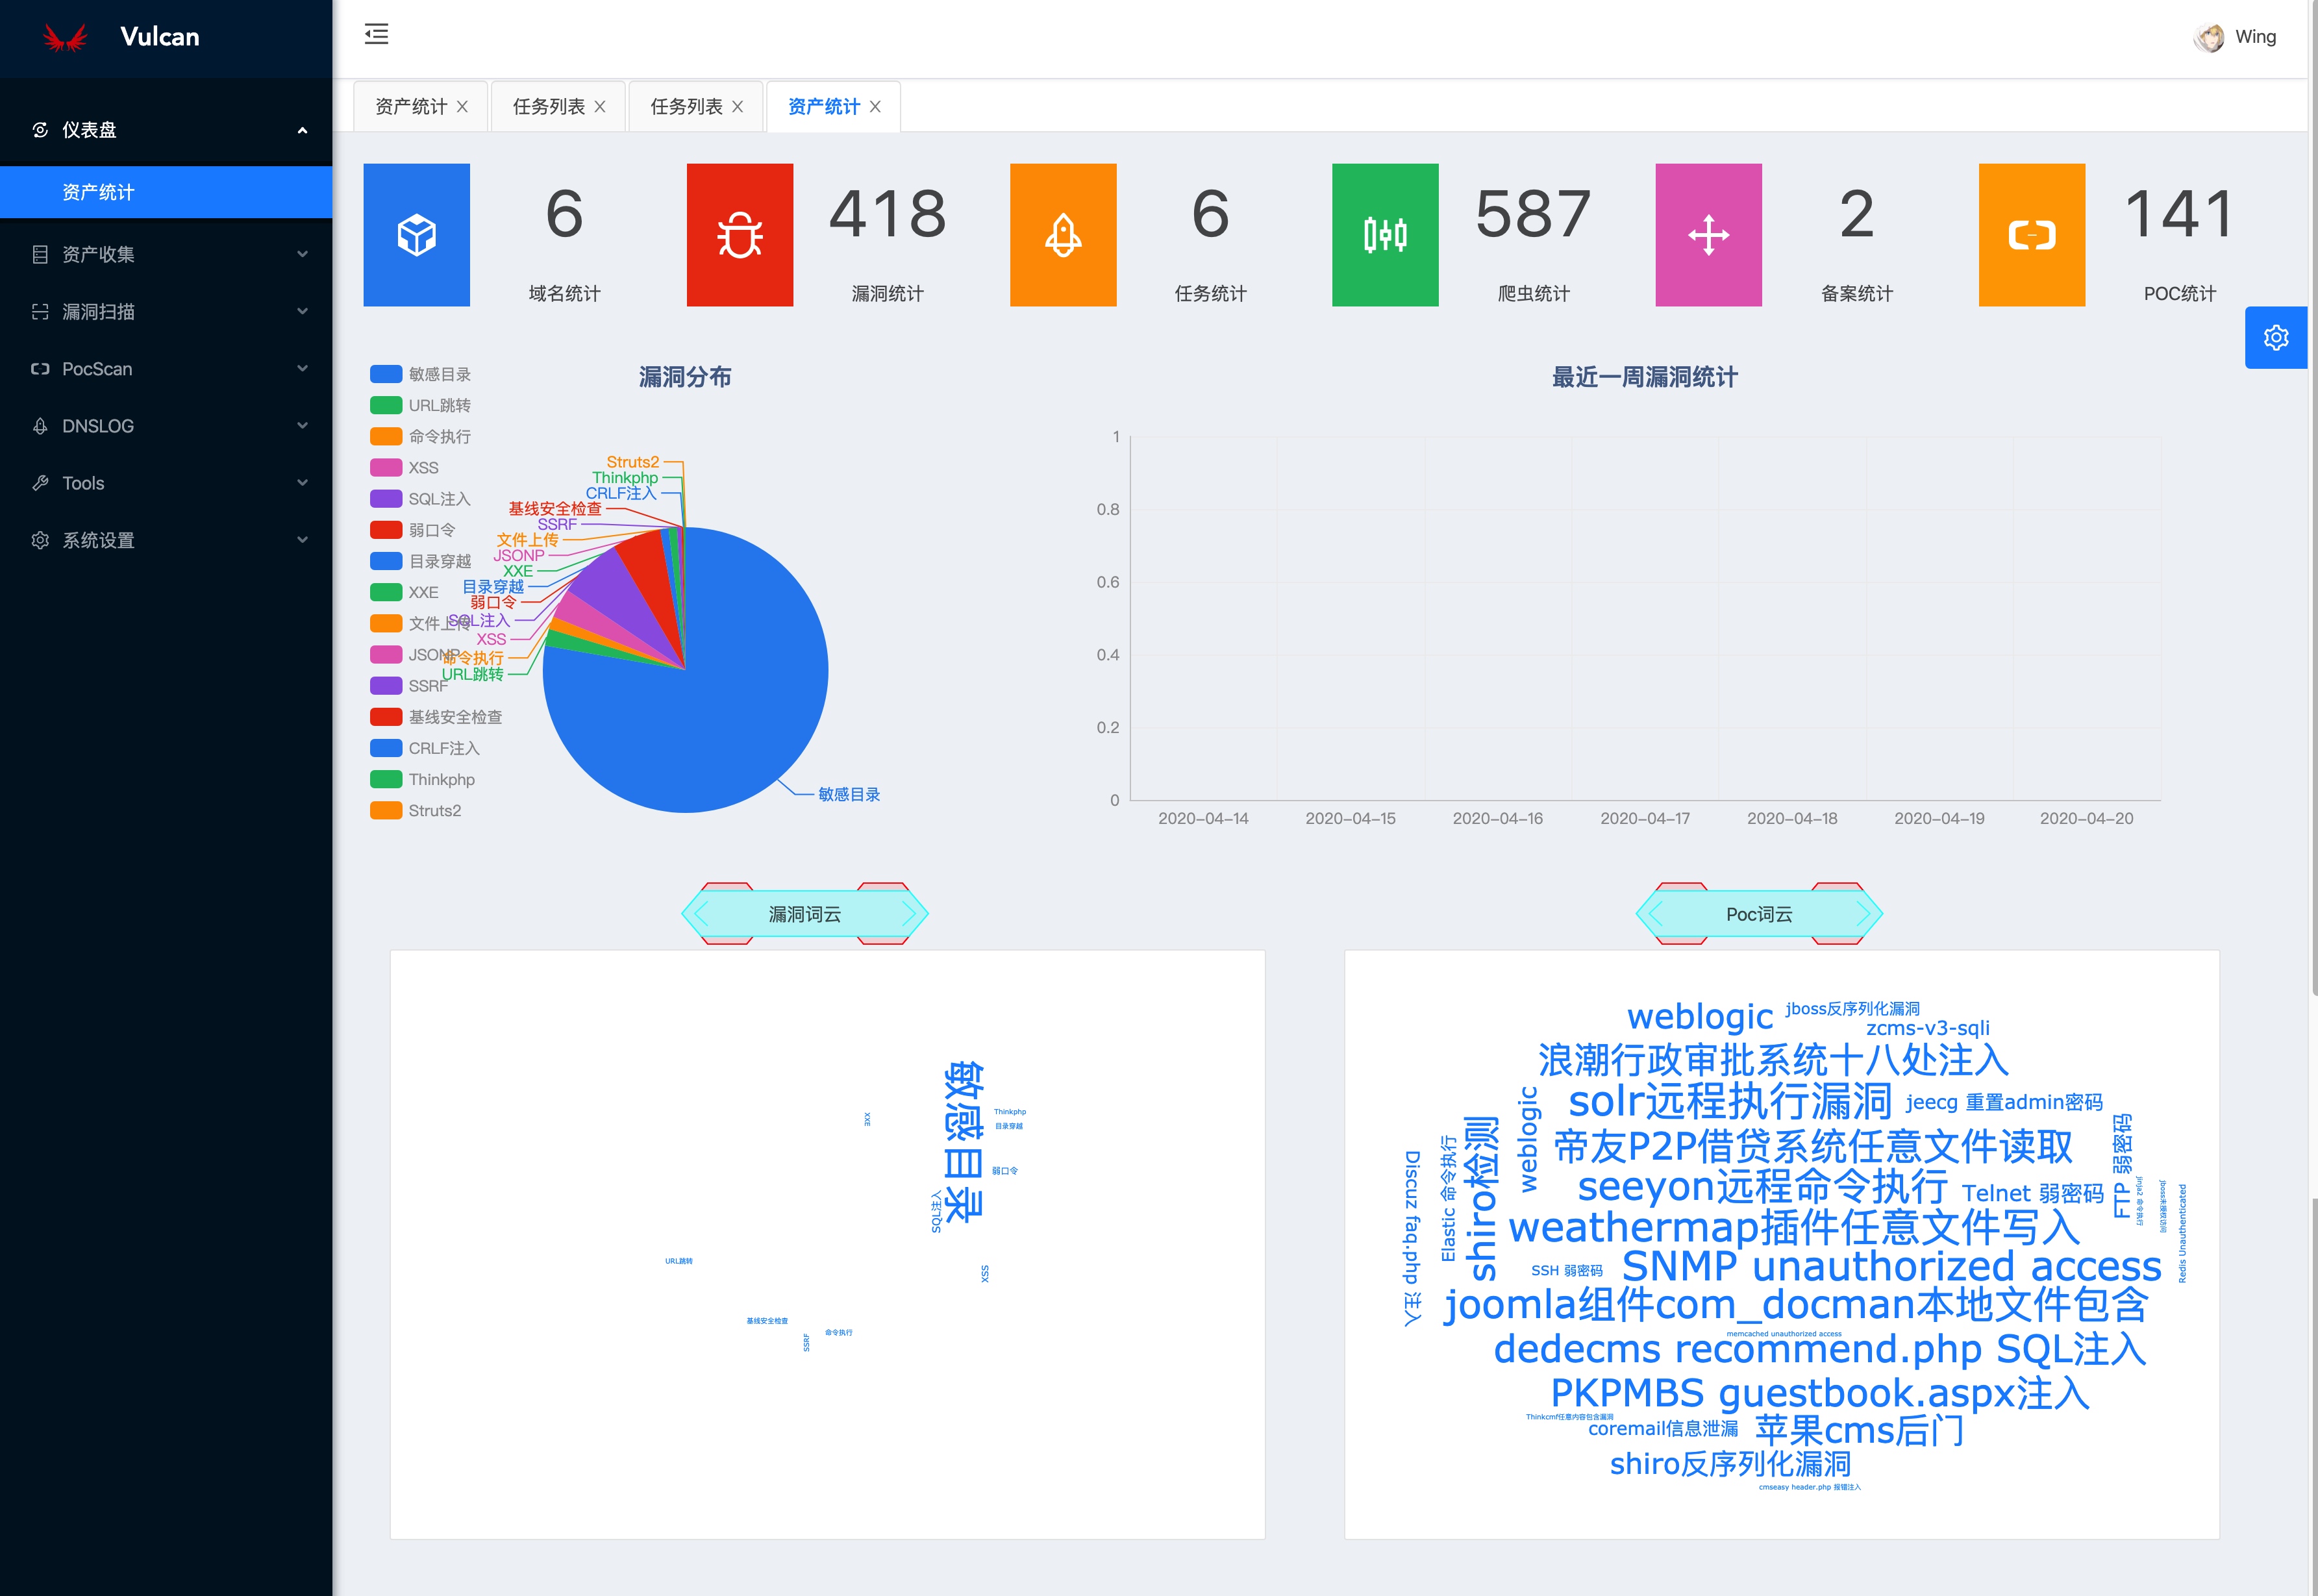 Vulcan
Wing
仪表盘
资产统计
资产收集
漏洞扫描
PocScan
DNSLOG
Tools
系统设置
资产统计
任务列表
任务列表
资产统计
6
域名统计
418
漏洞统计
6
任务统计
587
爬虫统计
2
备案统计
141
POC统计
漏洞分布
敏感目录
URL跳转
命令执行
XSS
SQL注入
弱口令
目录穿越
XXE
文件上传
JSONP
SSRF
基线安全检查
CRLF注入
Thinkphp
Struts2
Struts2
Thinkphp
CRLF注入
基线安全检查
SSRF
文件上传
JSONP
XXE
目录穿越
弱口令
SQL注入
XSS
命令执行
URL跳转
敏感目录
最近一周漏洞统计
1
0.8
0.6
0.4
0.2
0
2020-04-14
2020-04-15
2020-04-16
2020-04-17
2020-04-18
2020-04-19
2020-04-20
漏洞词云
敏感目录
XXE
Thinkphp
目录穿越
弱口令
SQL注入
URL跳转
XSS
基线安全检查
SSRF
命令执行
Poc词云
weblogic
jboss反序列化漏洞
zcms-v3-sqli
浪潮行政审批系统十八处注入
solr远程执行漏洞
jeecg 重置admin密码
weblogic
帝友P2P借贷系统任意文件读取
shiro检测
Elastic 命令执行
Discuz faq.php 注入
FTP 弱密码
seeyon远程命令执行
Telnet 弱密码
jinja2 命令执行
jboss未授权访问
Redis Unauthenticated
weathermap插件任意文件写入
SSH 弱密码
SNMP unauthorized access
joomla组件com_docman本地文件包含
memcached unauthorized access
dedecms recommend.php SQL注入
PKPMBS guestbook.aspx注入
Thinkcmf任意内容包含漏洞
coremail信息泄漏
苹果cms后门
shiro反序列化漏洞
cmseasy header.php 报错注入